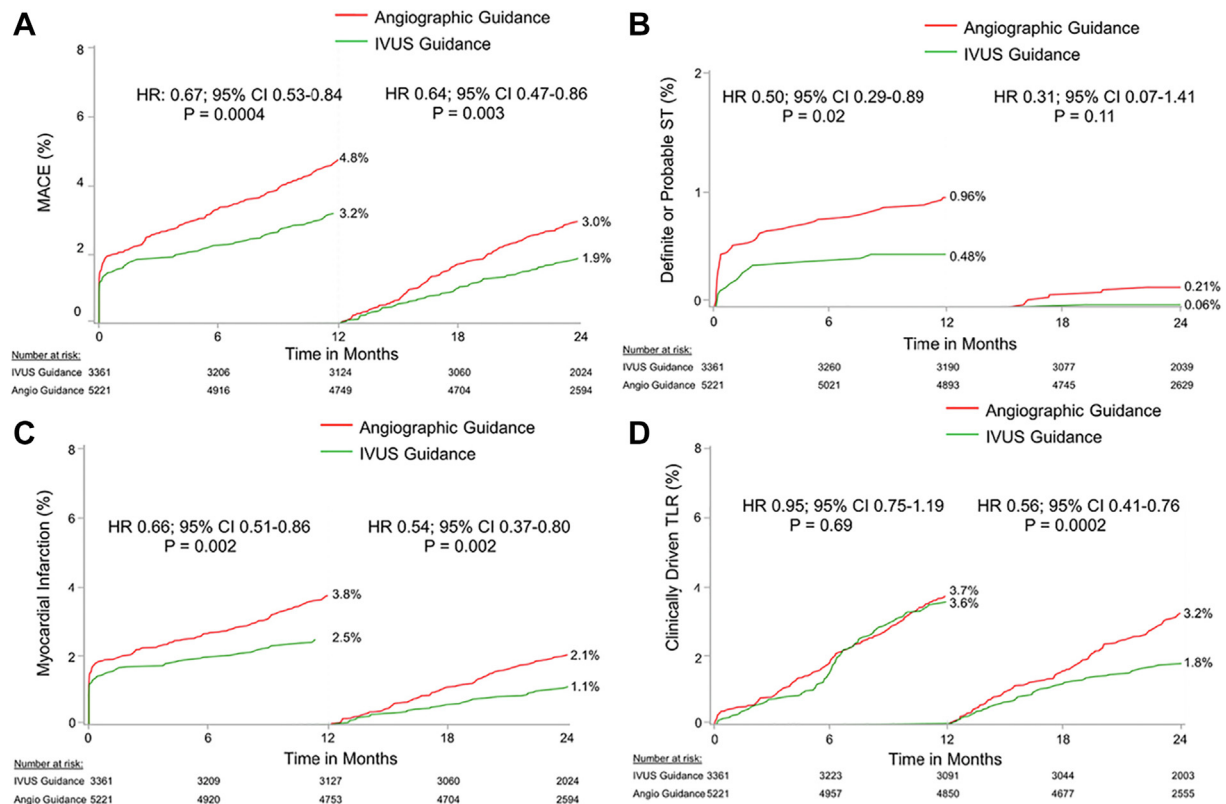 A
Angiographic Guidance
IVUS Guidance
MACE (%)
8
6
4
2
0
HR: 0.67; 95% CI 0.53-0.84
P = 0.0004
HR 0.64; 95% CI 0.47-0.86
P = 0.003
4.8%
3.2%
3.0%
1.9%
0 6 12 18 24
Time in Months
Number at risk:
IVUS Guidance 3361 3206 3124 3060 2024
Angio Guidance 5221 4916 4749 4704 2594
B
Angiographic Guidance
IVUS Guidance
Definite or Probable ST (%)
2
1
0
HR 0.50; 95% CI 0.29-0.89
P = 0.02
HR 0.31; 95% CI 0.07-1.41
P = 0.11
0.96%
0.48%
0.21%
0.06%
0 6 12 18 24
Time in Months
Number at risk:
IVUS Guidance 3361 3260 3190 3077 2039
Angio Guidance 5221 5021 4893 4745 2629
C
Angiographic Guidance
IVUS Guidance
Myocardial Infarction (%)
8
6
4
2
0
HR 0.66; 95% CI 0.51-0.86
P = 0.002
HR 0.54; 95% CI 0.37-0.80
P = 0.002
3.8%
2.5%
2.1%
1.1%
0 6 12 18 24
Time in Months
Number at risk:
IVUS Guidance 3361 3209 3127 3060 2024
Angio Guidance 5221 4920 4753 4704 2594
D
Angiographic Guidance
IVUS Guidance
Clinically Driven TLR (%)
8
6
4
2
0
HR 0.95; 95% CI 0.75-1.19
P = 0.69
HR 0.56; 95% CI 0.41-0.76
P = 0.0002
3.7%
3.6%
3.2%
1.8%
0 6 12 18 24
Time in Months
Number at risk:
IVUS Guidance 3361 3223 3091 3044 2003
Angio Guidance 5221 4957 4850 4677 2555